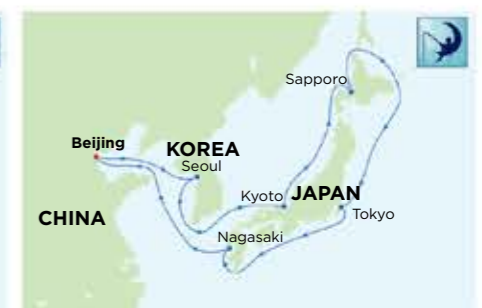 Sapporo
Beijing
KOREA
Seoul
Kyoto
JAPAN
CHINA
Tokyo
Nagasaki